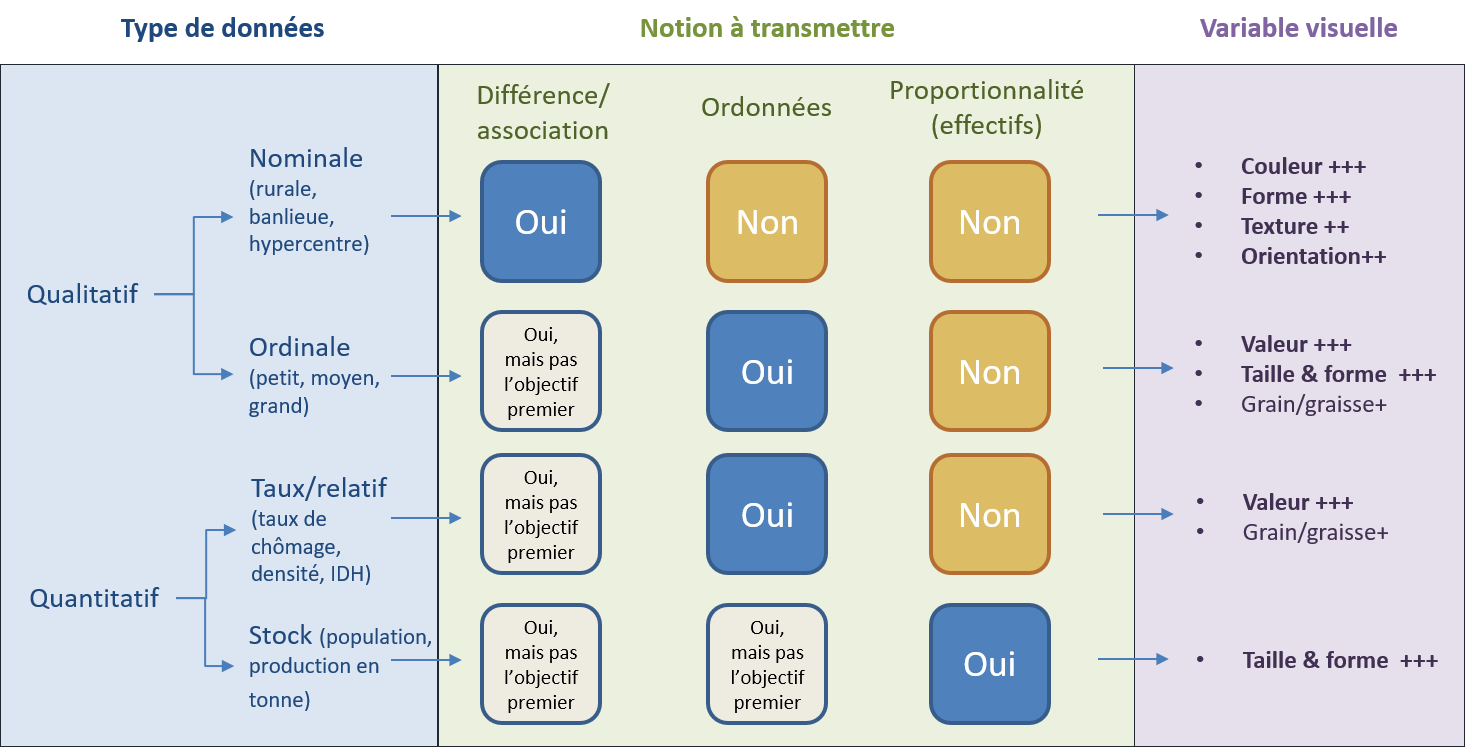 Type de données
Notion à transmettre
Variable visuelle
Différence/
association
Ordonnées
Proportionnalité
(effectifs)
Qualitatif
Nominale
(rurale,
banlieue,
hypercentre)
Oui
Non
Non
• Couleur +++
• Forme +++
• Texture ++
• Orientation++
Ordinale
(petit, moyen,
grand)
Oui,
mais pas
l’objectif
premier
Oui
Non
• Valeur +++
• Taille & forme +++
• Grain/graisse+
Quantitatif
Taux/relatif
(taux de
chômage,
densité, IDH)
Oui,
mais pas
l’objectif
premier
Oui
Non
• Valeur +++
• Grain/graisse+
Stock (population,
production en
tonne)
Oui,
mais pas
l’objectif
premier
Oui,
mais pas
l’objectif
premier
Oui
• Taille & forme +++